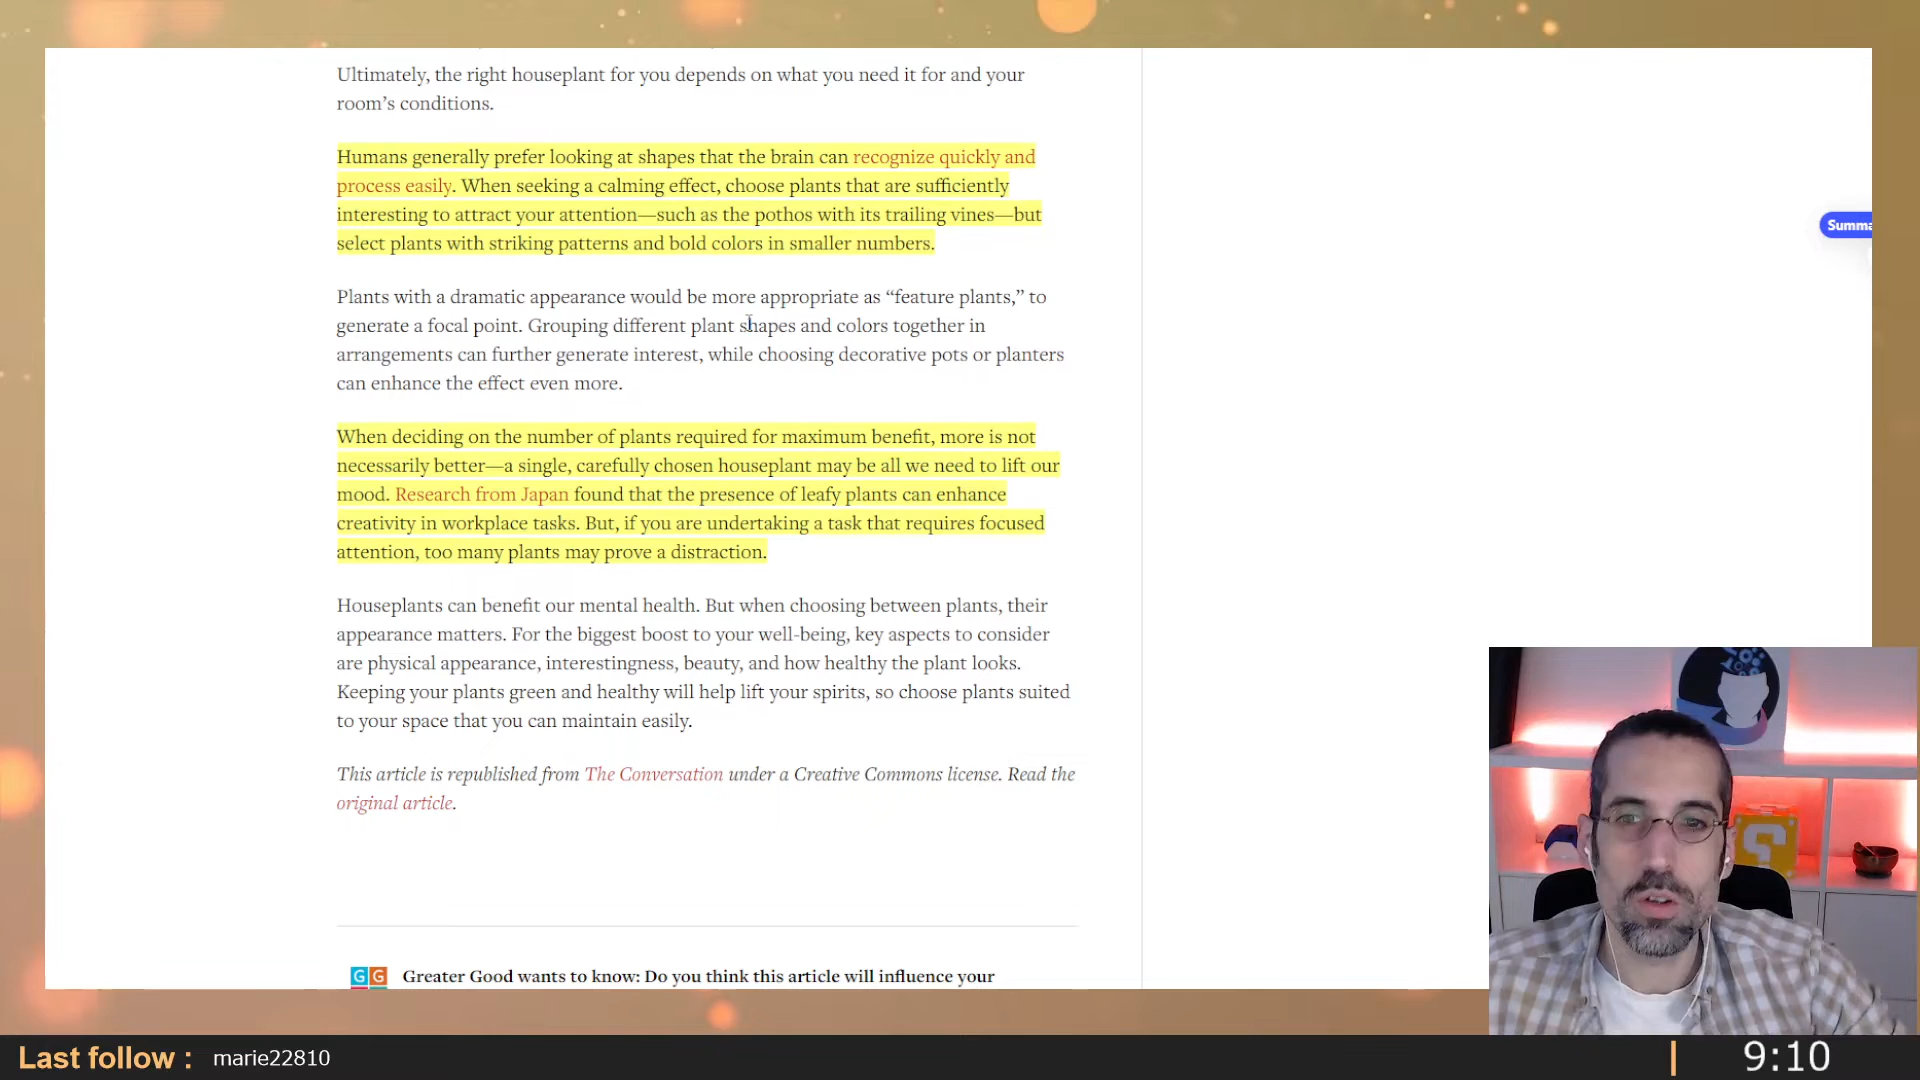 Ultimately, the right houseplant for you depends on what you need it for and your
room’s conditions.
Humans generally prefer looking at shapes that the brain can recognize quickly and
process easily. When seeking a calming effect, choose plants that are sufficiently
interesting to attract your attention—such as the pothos with its trailing vines—but
select plants with striking patterns and bold colors in smaller numbers.
Plants with a dramatic appearance would be more appropriate as “feature plants,” to
generate a focal point. Grouping different plant shapes and colors together in
arrangements can further generate interest, while choosing decorative pots or planters
can enhance the effect even more.
When deciding on the number of plants required for maximum benefit, more is not
necessarily better—a single, carefully chosen houseplant may be all we need to lift our
mood. Research from Japan found that the presence of leafy plants can enhance
creativity in workplace tasks. But, if you are undertaking a task that requires focused
attention, too many plants may prove a distraction.
Houseplants can benefit our mental health. But when choosing between plants, their
appearance matters. For the biggest boost to your well-being, key aspects to consider
are physical appearance, interestingness, beauty, and how healthy the plant looks.
Keeping your plants green and healthy will help lift your spirits, so choose plants suited
to your space that you can maintain easily.
This article is republished from The Conversation under a Creative Commons license. Read the
original article.
GG Greater Good wants to know: Do you think this article will influence your
Summa
?
Last follow : marie22810
| 9:10